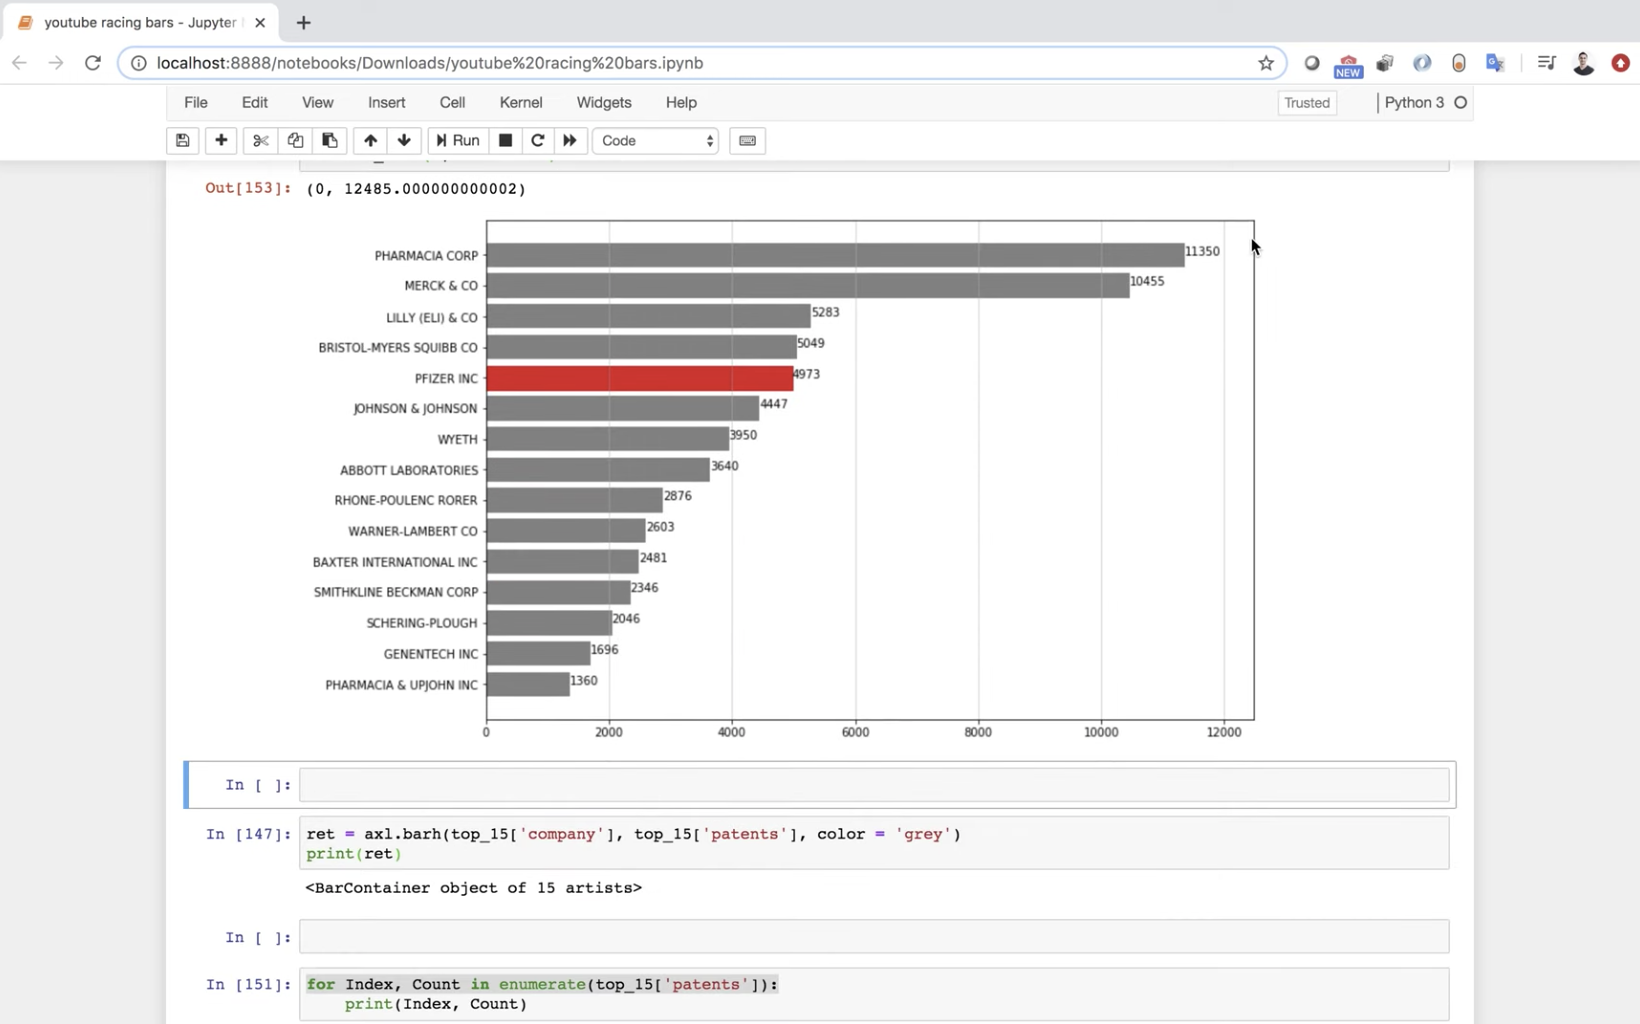 youtube racing bars - Jupyter
localhost:8888/notebooks/Downloads/youtube%20racing%20bars.ipynb
NEW
File Edit View Insert Cell Kernel Widgets Help
Trusted Python 3
Run Code
Out[153]: (0, 12485.000000000002)
PHARMACIA CORP 11350
MERCK & CO 10455
LILLY (ELI) & CO 5283
BRISTOL-MYERS SQUIBB CO 5049
PFIZER INC 4973
JOHNSON & JOHNSON 4447
WYETH 3950
ABBOTT LABORATORIES 3640
RHONE-POULENC RORER 2876
WARNER-LAMBERT CO 2603
BAXTER INTERNATIONAL INC 2481
SMITHKLINE BECKMAN CORP 2346
SCHERING-PLOUGH 2046
GENENTECH INC 1696
PHARMACIA & UPJOHN INC 1360
0 2000 4000 6000 8000 10000 12000
In [ ]:
In [147]: ret = axl.barh(top_15['company'], top_15['patents'], color = 'grey')
print(ret)
<BarContainer object of 15 artists>
In [ ]:
In [151]: for Index, Count in enumerate(top_15['patents']):
print(Index, Count)